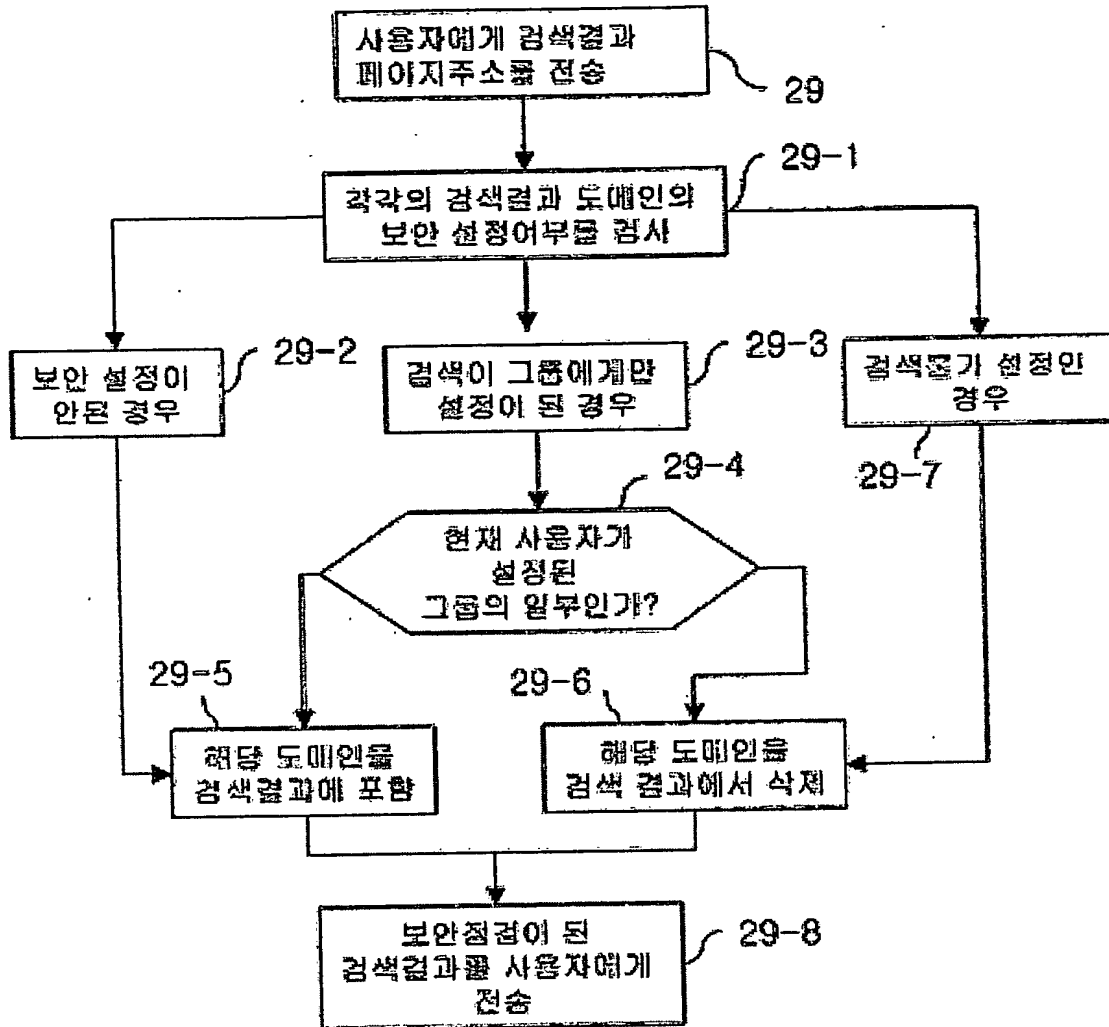 사용자에게 검색결과
페이지주소를 전송
29
29-1
각각의 검색결과 도메인의
보안 설정여부를 검사
29-2
보안 설정이
안된 경우
29-3
검색이 그룹에게만
설정이 된 경우
검색불가 설정인
경우
29-7
29-4
현재 사용자가
설정된
그룹의 일부인가?
29-5
해당 도메인을
검색결과에 포함
29-6
해당 도메인을
검색 결과에서 삭제
보안점검이 된
검색결과를 사용자에게
전송
29-8